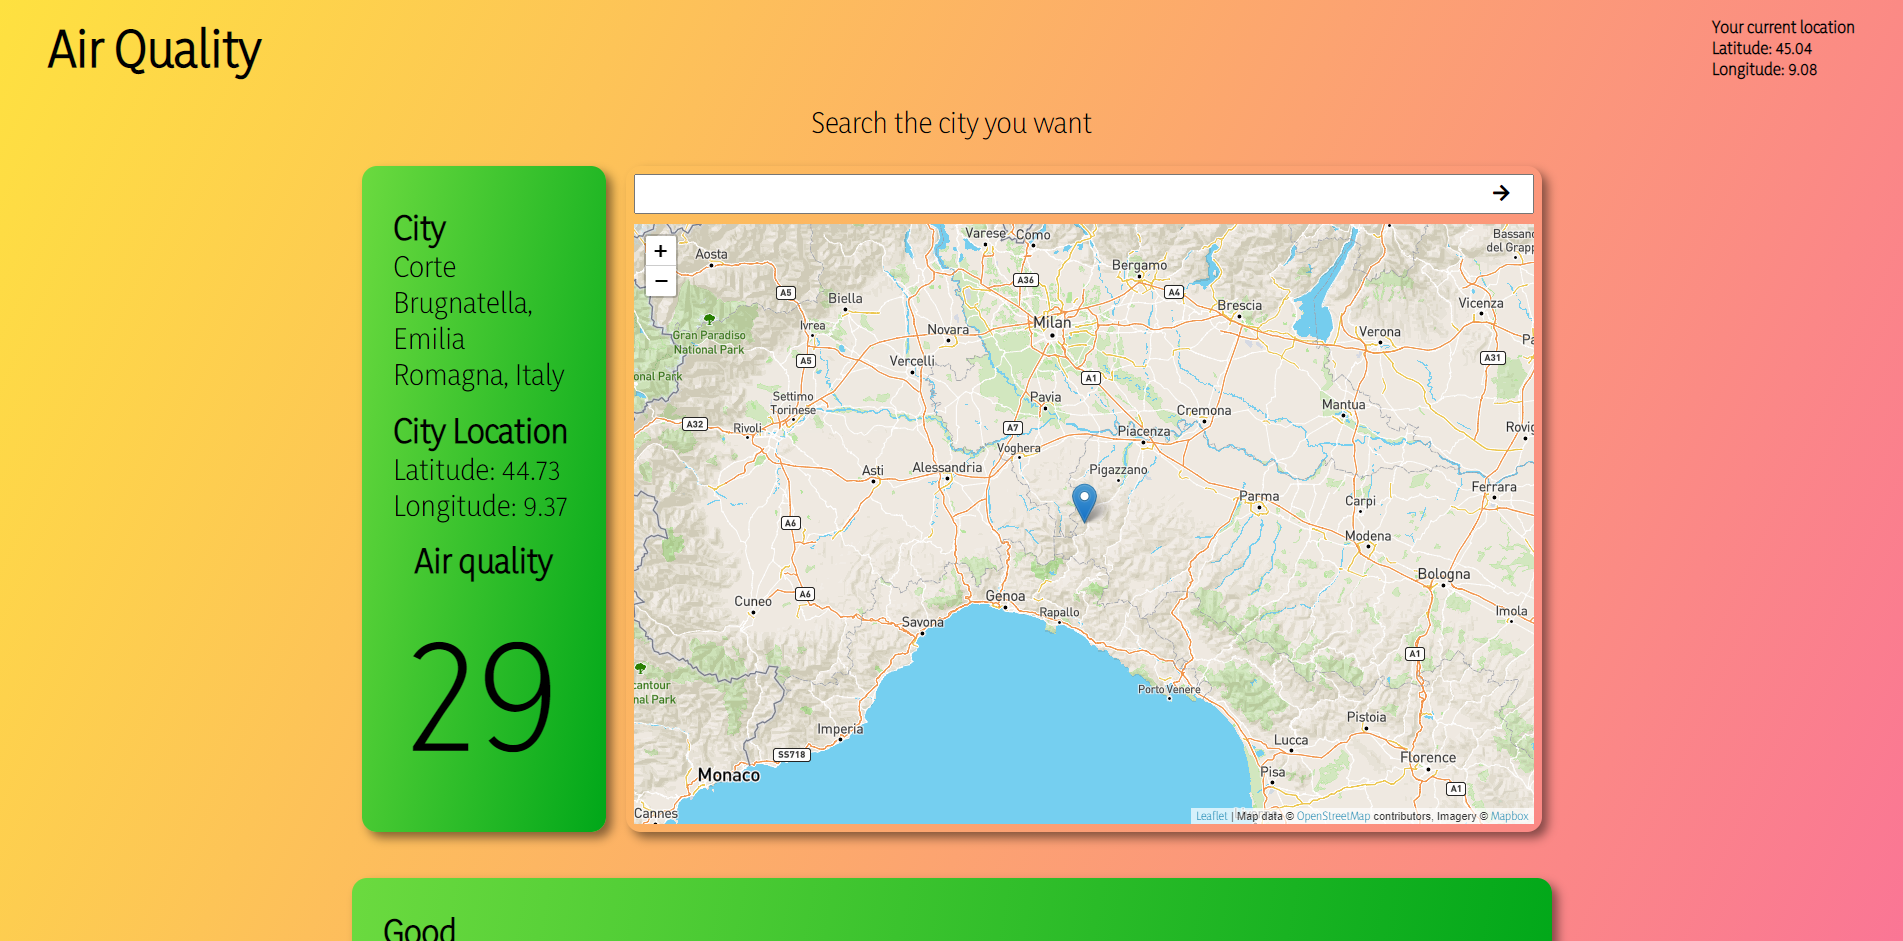 Air Quality
Your current location
Latitude: 45.04
Longitude: 9.08
Search the city you want
City
Corte
Brugnatella,
Emilia
Romagna, Italy
City Location
Latitude: 44.73
Longitude: 9.37
Air quality
29
+
−
Varese
Como
Bassano
del Grapp
Aosta
Bergamo
A36
A5
A4
Biella
Brescia
Vicenza
Gran Paradiso
National Park
Ivrea
Novara
Milan
Verona
A5
Vercelli
A31
onal Park
A1
Settimo
Torinese
Pavia
Cremona
Mantua
A32
Rivoli
A7
Piacenza
Rovig
Voghera
Asti
Alessandria
Pigazzano
Parma
Carpi
Ferrara
A6
Modena
Bologna
Cuneo
A6
Genoa
Rapallo
Imola
Savona
A1
cantour
nal Park
Porto Venere
Imperia
Pistoia
SS718
Lucca
Monaco
Pisa
Florence
A1
Cannes
Leaflet | Map data © OpenStreetMap contributors, Imagery © Mapbox
Good